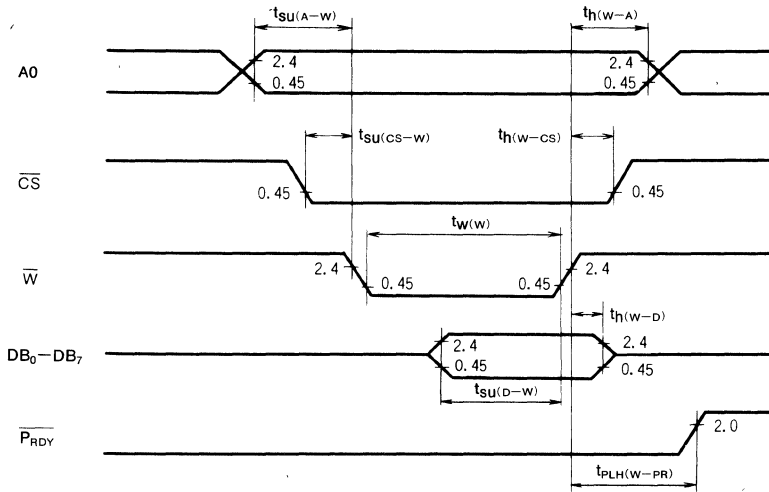 tsu(A−W)
th(W−A)
A0
2.4
0.45
2.4
0.45
tsu(CS−W)
th(W−CS)
CS
0.45
0.45
tw(W)
W
2.4
0.45
0.45
2.4
th(W−D)
DB0−DB7
2.4
0.45
2.4
0.45
tsu(D−W)
PRDY
2.0
tPLH(W−PR)